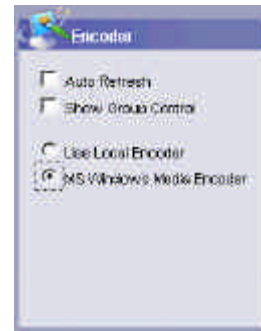 Encoder
Auto Refresh
Show Group Control
Use Local Encoder
MS Windows Media Encoder